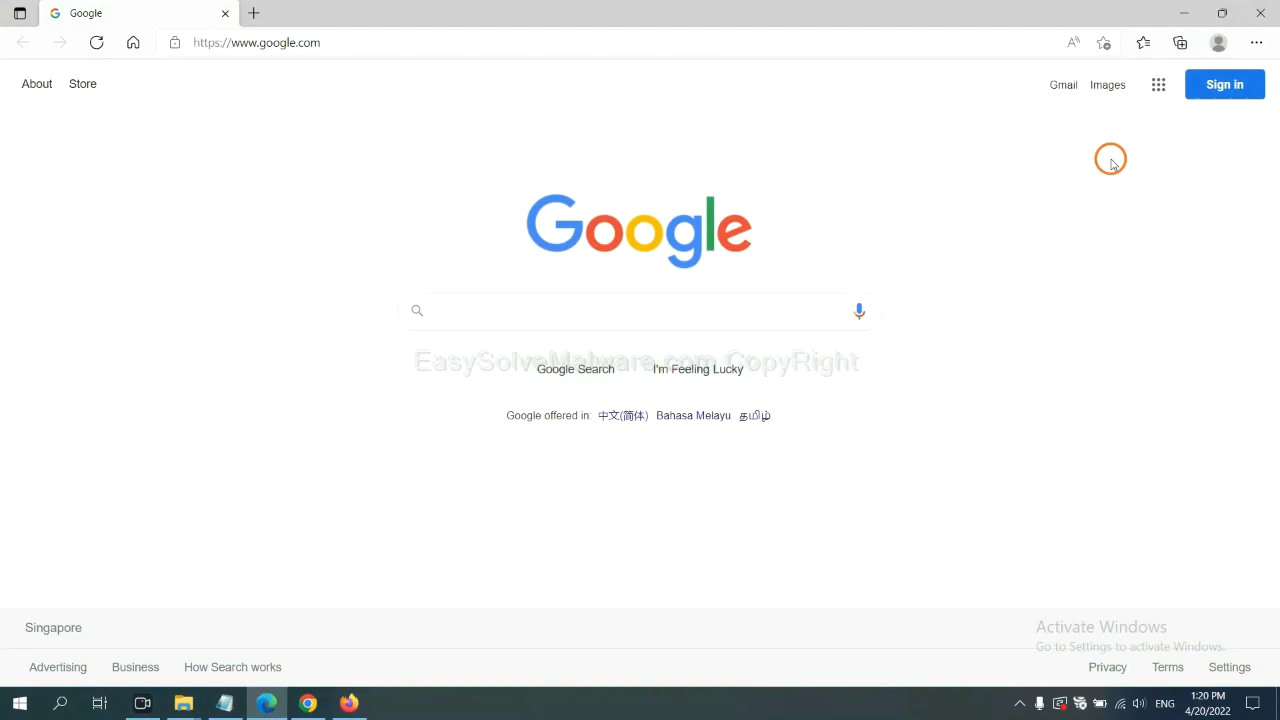 Google
https://www.google.com
About Store
Gmail Images Sign in
Google
EasySolveMalware.com CopyRight
Google Search I'm Feeling Lucky
Google offered in: 中文(简体) Bahasa Melayu தமிழ்
Singapore
Activate Windows
Go to Settings to activate Windows.
Advertising Business How Search works
Privacy Terms Settings
ENG
1:20 PM
4/20/2022